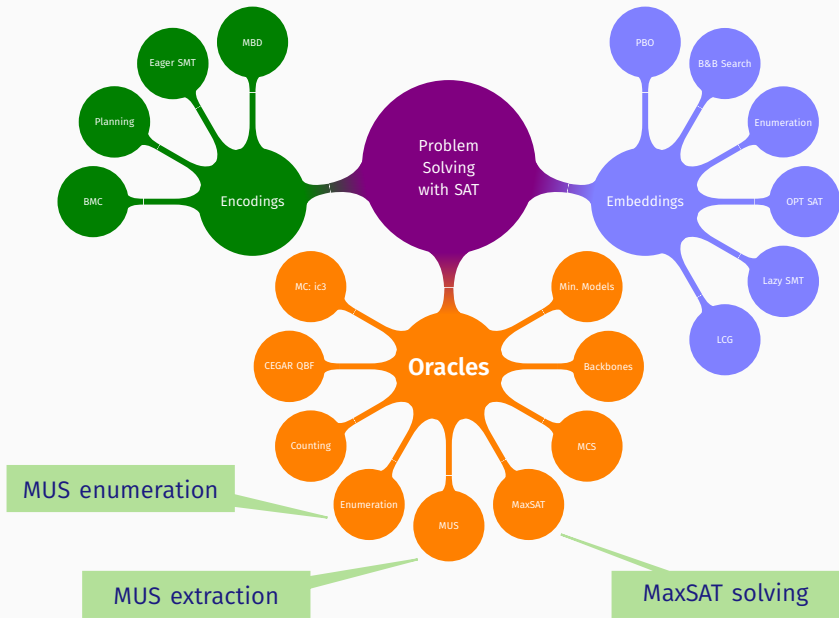 MBD
Eager SMT
Planning
BMC
Encodings
Problem
Solving
with SAT
PBO
B&B Search
Enumeration
OPT SAT
Lazy SMT
LCG
Embeddings
MC: ic3
CEGAR QBF
Counting
Enumeration
MUS
MaxSAT
MCS
Backbones
Min. Models
Oracles
MUS enumeration
MUS extraction
MaxSAT solving